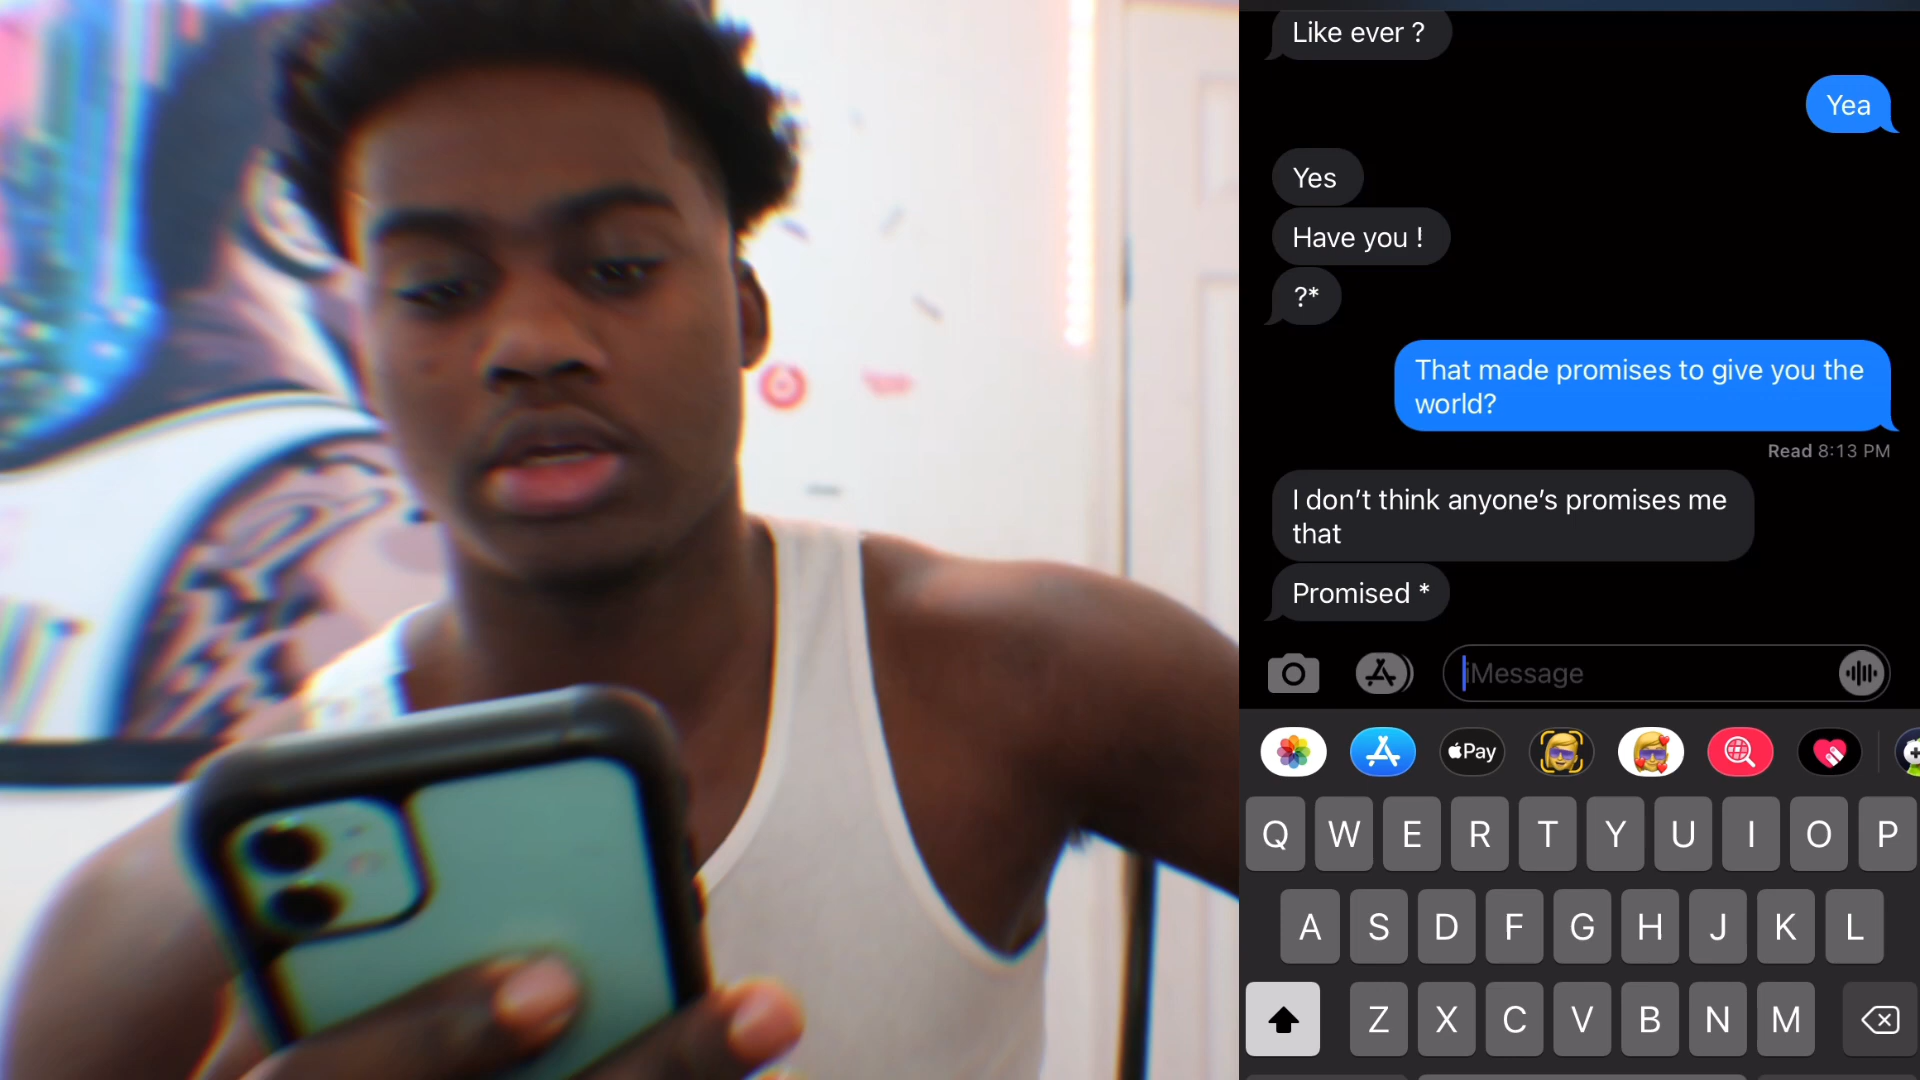 Like ever ?
Yea
Yes
Have you !
?*
That made promises to give you the
world?
Read 8:13 PM
I don’t think anyone’s promises me
that
Promised *
iMessage
Pay
Q W E R T Y U I O P
A S D F G H J K L
Z X C V B N M